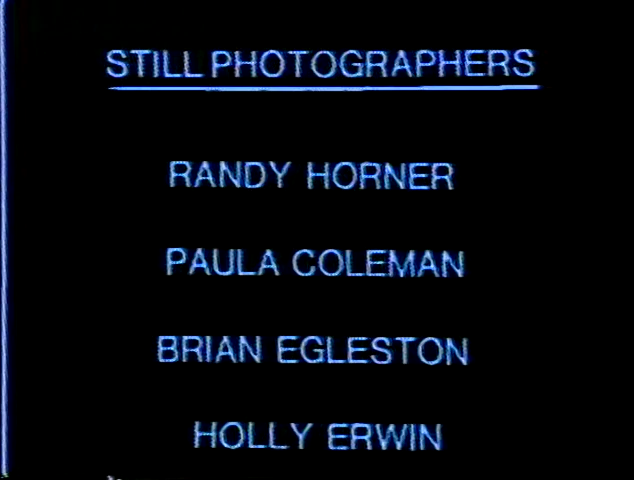 STILL PHOTOGRAPHERS
RANDY HORNER
PAULA COLEMAN
BRIAN EGLESTON
HOLLY ERWIN